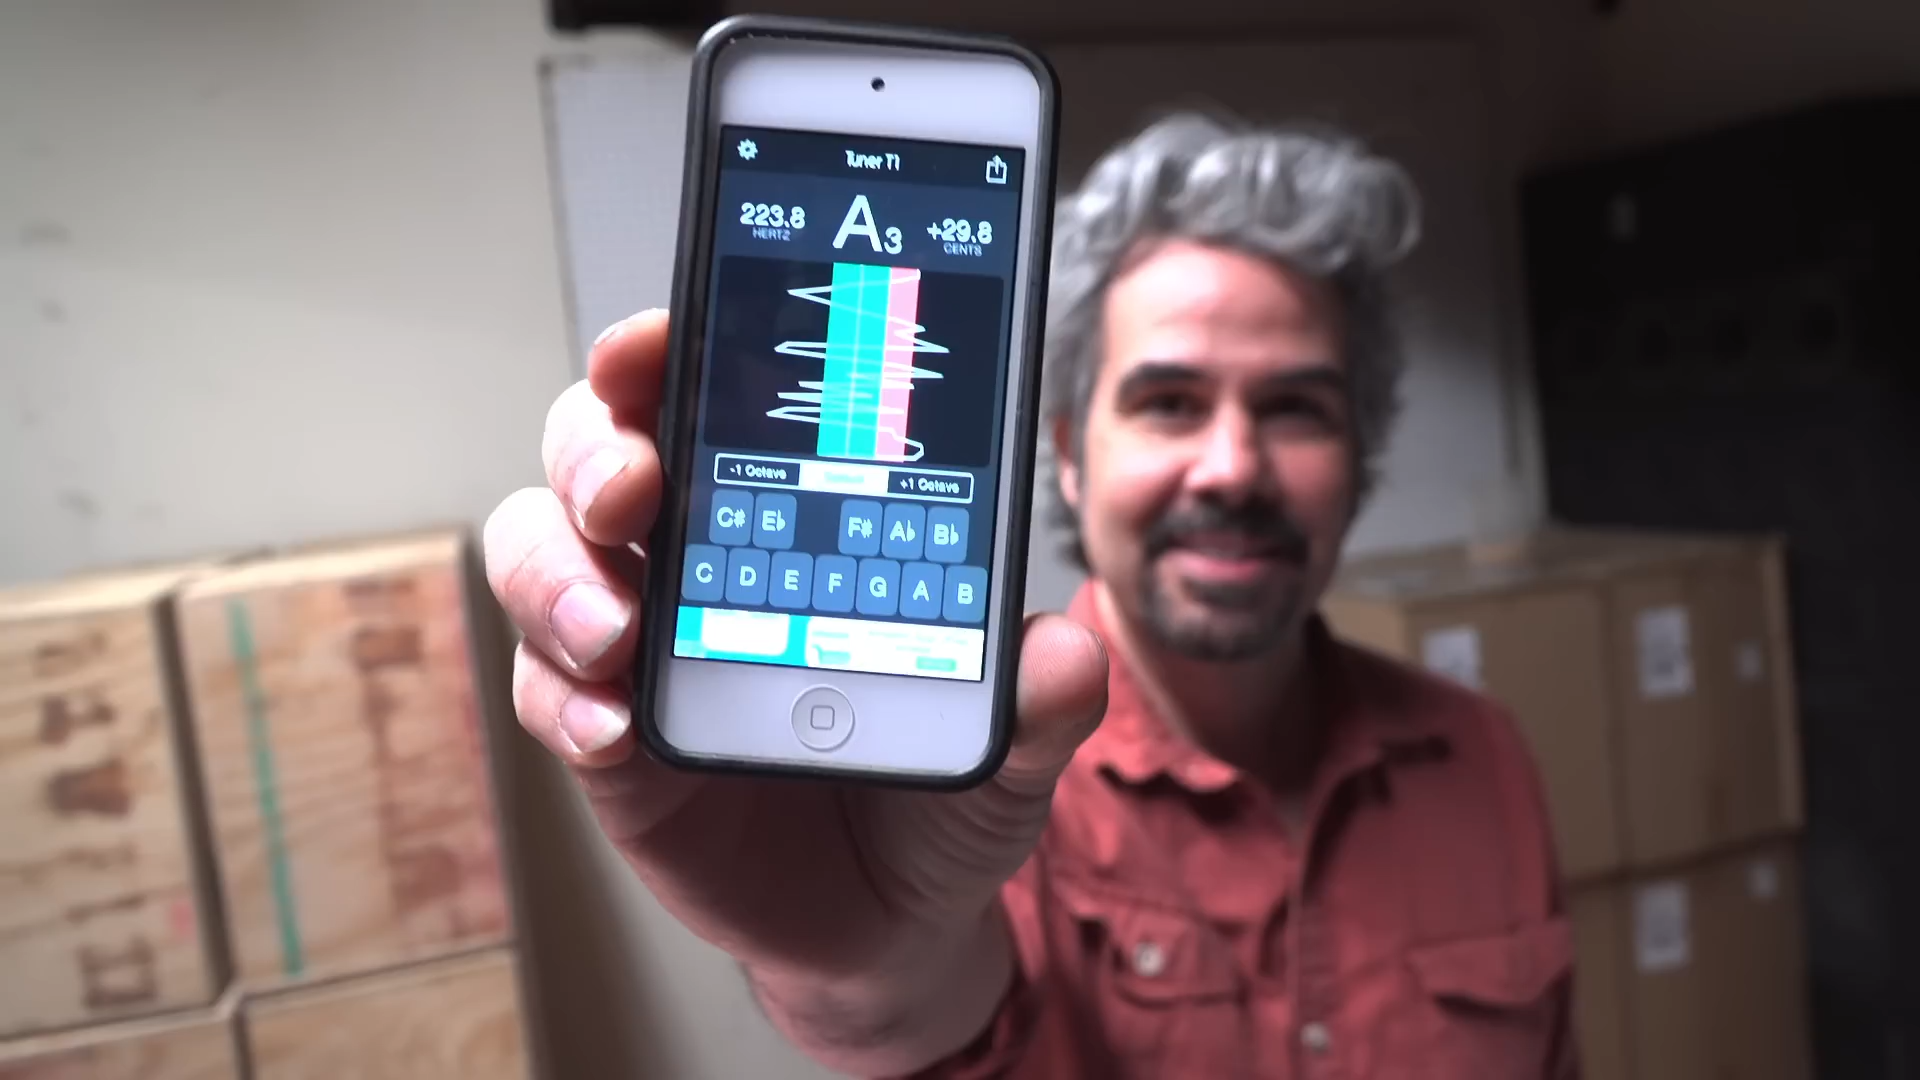 Tuner T1
223.8 A3 +29.8
HERTZ CENTS
-1 Octave +1 Octave
C# E♭ F# A♭ B♭
C D E F G A B